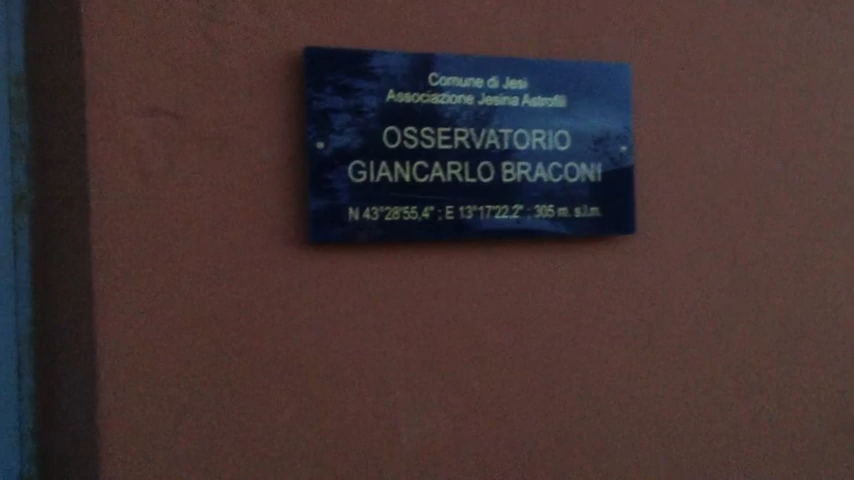 Comune di Jesi
Associazione Jesina Astrofili
OSSERVATORIO
GIANCARLO BRACONI
N 43°28'55,4" ; E 13°17'22,2" ; 305 m. s.l.m.